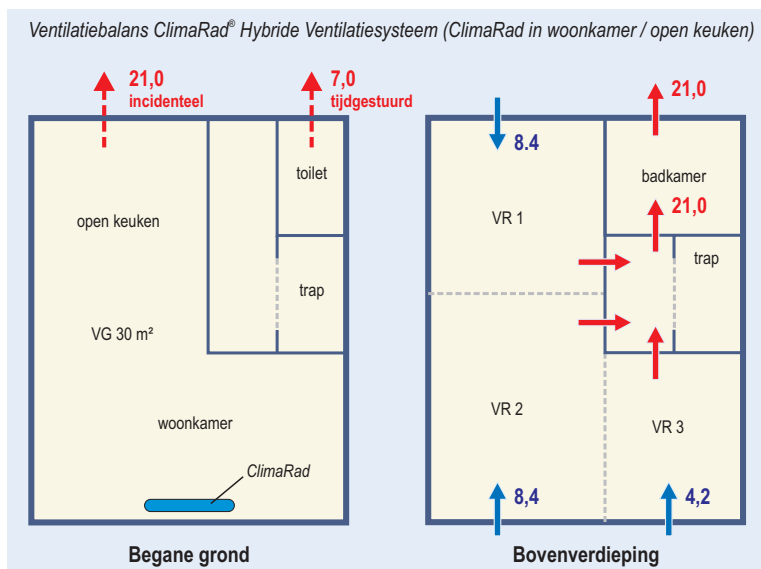 Ventilatiebalans ClimaRad® Hybride Ventilatiesysteem (ClimaRad in woonkamer / open keuken)
21,0
incidenteel
7,0
tijdgestuurd
toilet
open keuken
trap
VG 30 m²
woonkamer
ClimaRad
Begane grond
21,0
8.4
badkamer
21,0
VR 1
trap
VR 2
VR 3
8,4
4,2
Bovenverdieping